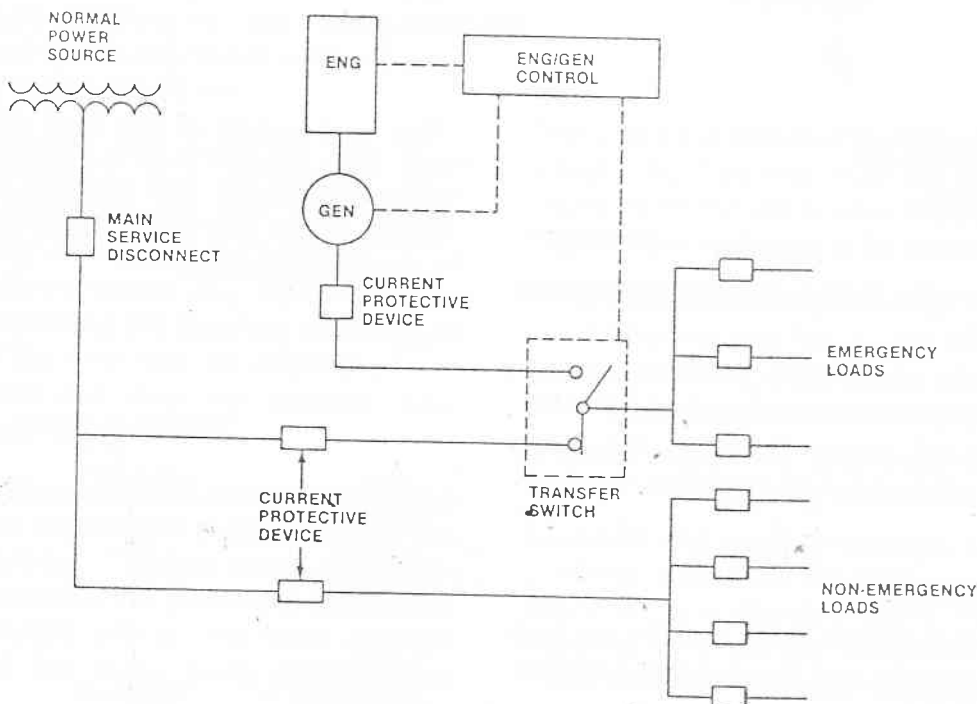 NORMAL
POWER
SOURCE
ENG
ENG/GEN
CONTROL
MAIN
SERVICE
DISCONNECT
GEN
CURRENT
PROTECTIVE
DEVICE
EMERGENCY
LOADS
CURRENT
PROTECTIVE
DEVICE
TRANSFER
SWITCH
NON-EMERGENCY
LOADS